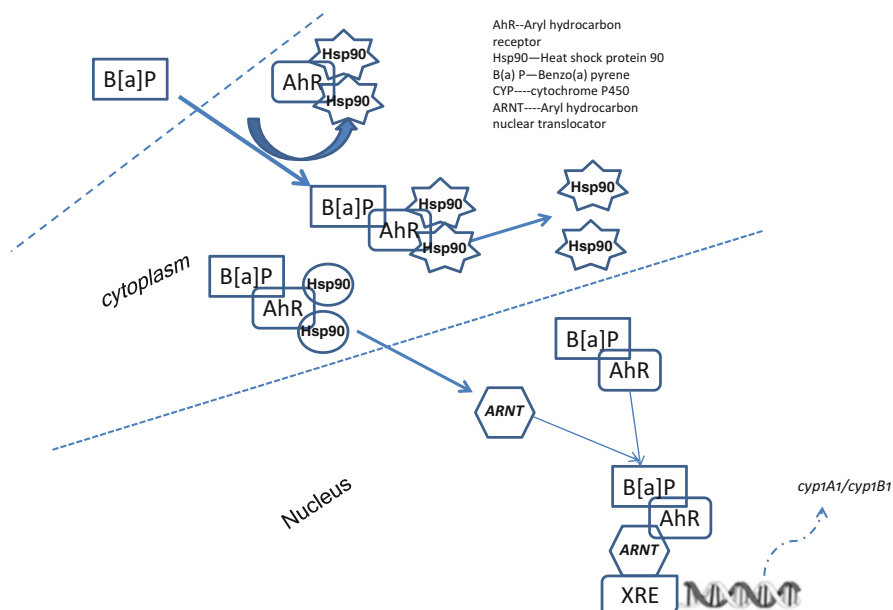 B[a]P
Hsp90
AhR
Hsp90
AhR--Aryl hydrocarbon
receptor
Hsp90—Heat shock protein 90
B(a) P—Benzo(a) pyrene
CYP----cytochrome P450
ARNT----Aryl hydrocarbon
nuclear translocator
B[a]P
Hsp90
AhR
Hsp90
Hsp90
Hsp90
cytoplasm
B[a]P
Hsp90
AhR
Hsp90
B[a]P
AhR
ARNT
Nucleus
B[a]P
AhR
ARNT
XRE
cyp1A1/cyp1B1